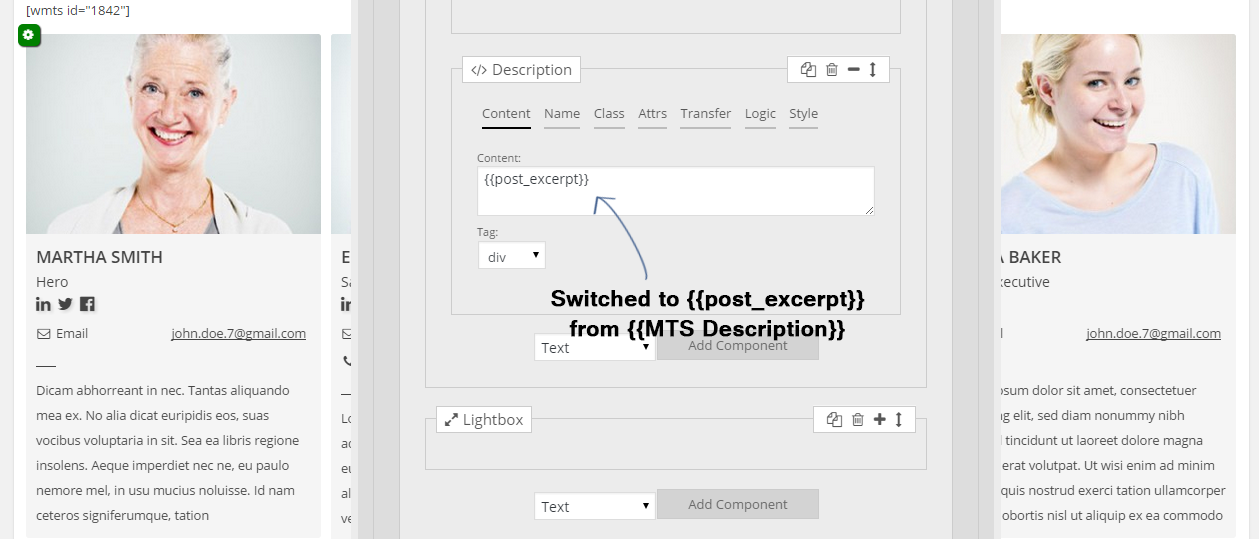 [wmts id="1842"]
MARTHA SMITH
Hero
Email john.doe.7@gmail.com
Dicam abhorreant in nec. Tantas aliquando
mea ex. No alia dicat euripidis eos, suas
vocibus voluptaria in sit. Sea ea libris regione
insolens. Aeque imperdiet nec ne, eu paulo
nemore mel, in usu mucius noluisse. Id nam
ceteros signiferumque, tation
E
Sa
Lo
ac
eu
al
ve
</> Description
Content Name Class Attrs Transfer Logic Style
Content:
{{post_excerpt}}
Tag:
div
Switched to {{post_excerpt}}
from {{MTS Description}}
Text Add Component
Lightbox
Text Add Component
A BAKER
xecutive
l john.doe.7@gmail.com
osum dolor sit amet, consectetuer
g elit, sed diam nonummy nibh
l tincidunt ut laoreet dolore magna
erat volutpat. Ut wisi enim ad minim
quis nostrud exerci tation ullamcorper
obortis nisl ut aliquip ex ea commodo